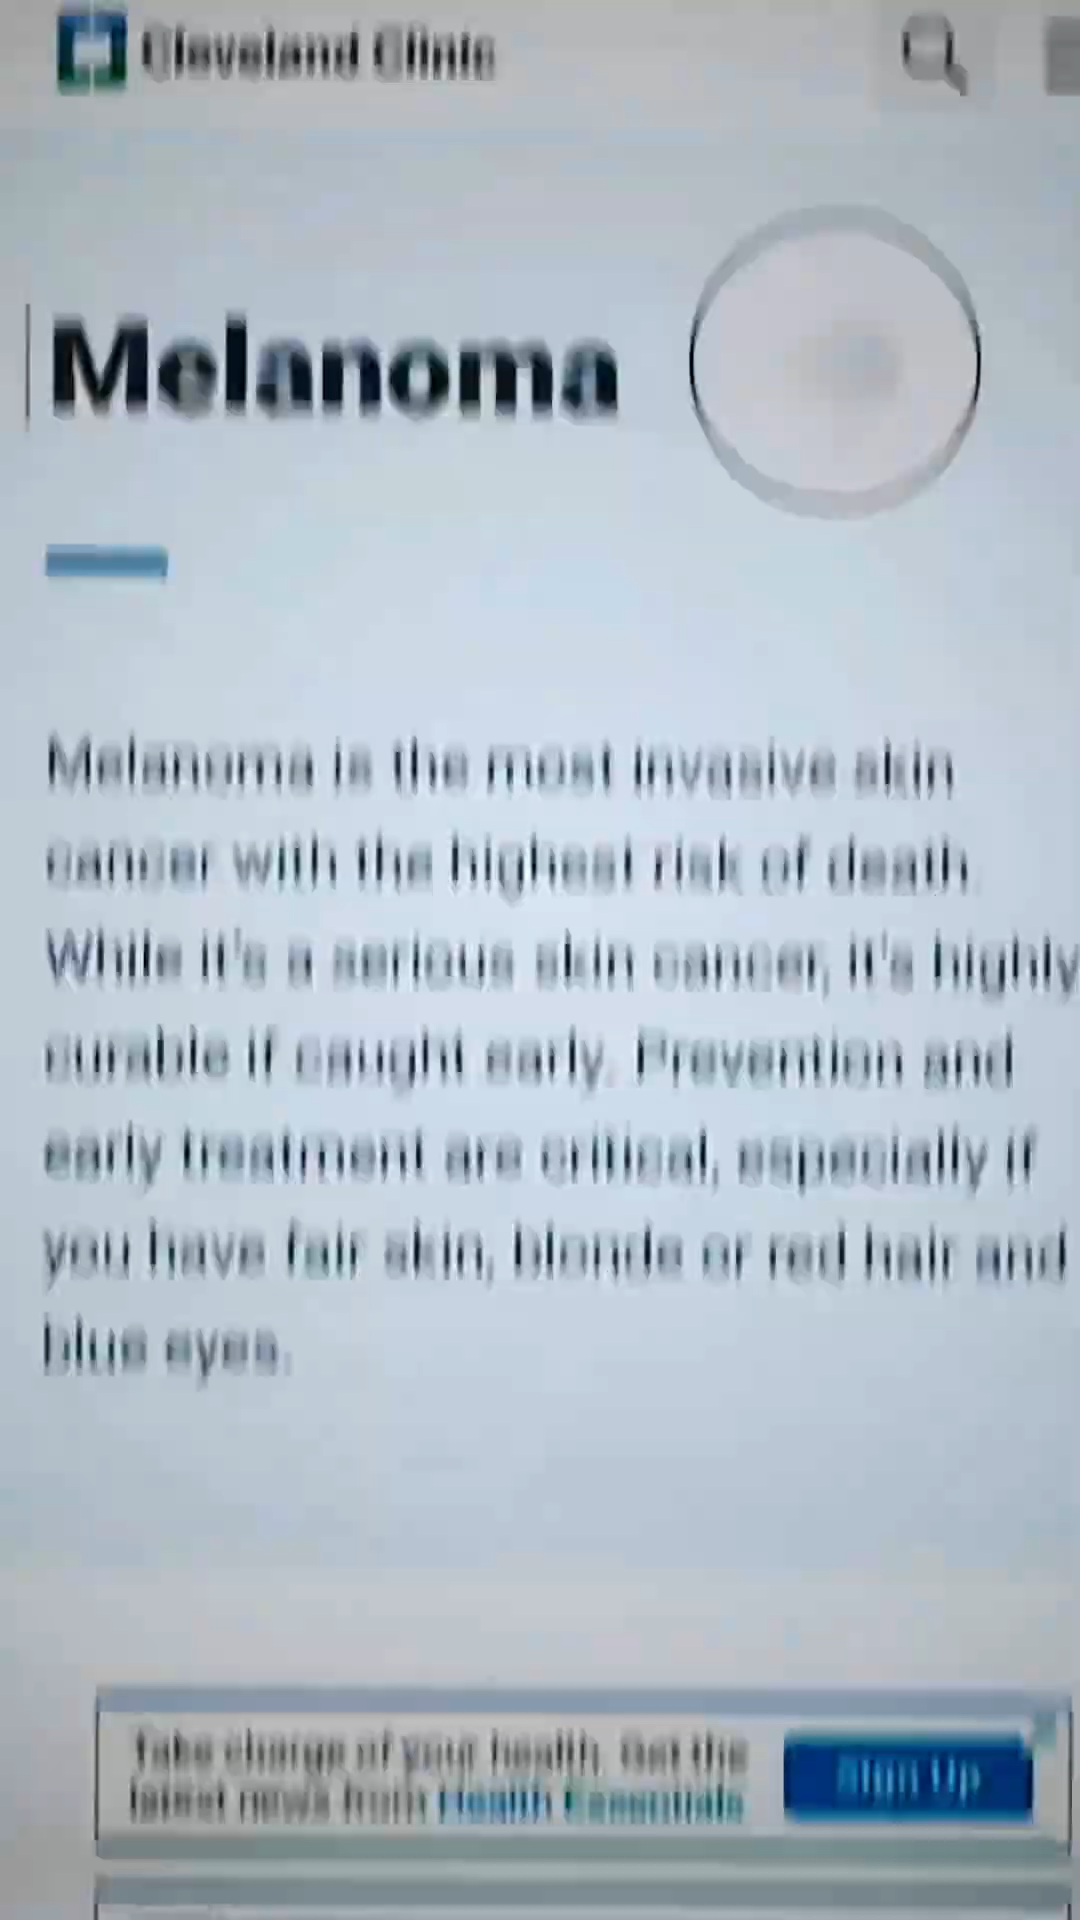 Cleveland Clinic
Melanoma
Melanoma is the most invasive skin
cancer with the highest risk of death.
While it's a serious skin cancer, it's highly
curable if caught early. Prevention and
early treatment are critical, especially if
you have fair skin, blonde or red hair and
blue eyes.
Take charge of your health. Get the
latest news from Health Essentials
Sign Up